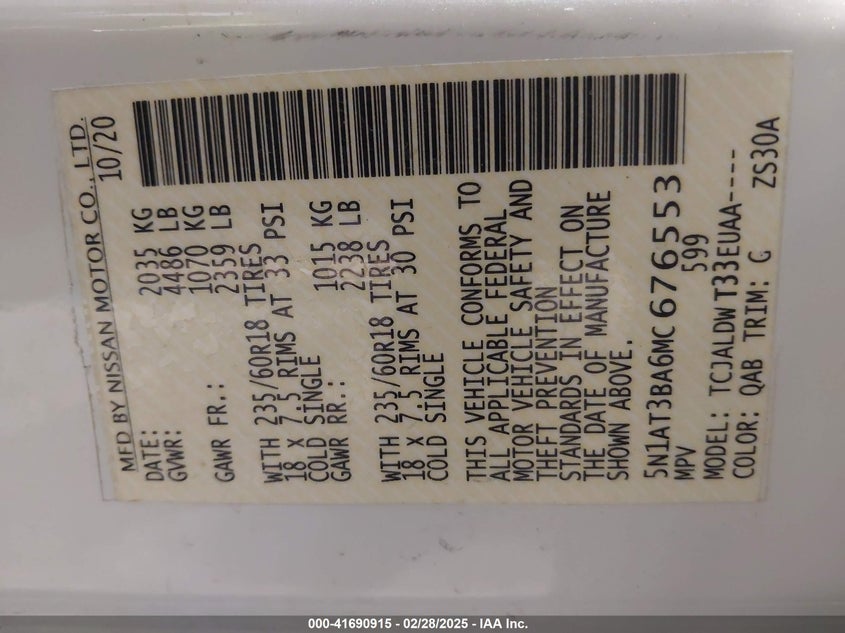 MFD BY NISSAN MOTOR CO., LTD.
DATE: 10/20
GVWR: 2035 KG
4486 LB
GAWR FR.: 1070 KG
2359 LB
WITH 235/60R18 TIRES
18 X 7.5 RIMS AT 33 PSI
COLD SINGLE
GAWR RR.: 1015 KG
2238 LB
WITH 235/60R18 TIRES
18 X 7.5 RIMS AT 30 PSI
COLD SINGLE
THIS VEHICLE CONFORMS TO
ALL APPLICABLE FEDERAL
MOTOR VEHICLE SAFETY AND
THEFT PREVENTION
STANDARDS IN EFFECT ON
THE DATE OF MANUFACTURE
SHOWN ABOVE.
5N1AT3BA6MC676553
MPV 599
MODEL: TCJALDWT33EUAA----
COLOR: QAB TRIM: G ZS30A
000-41690915 - 02/28/2025 - IAA Inc.